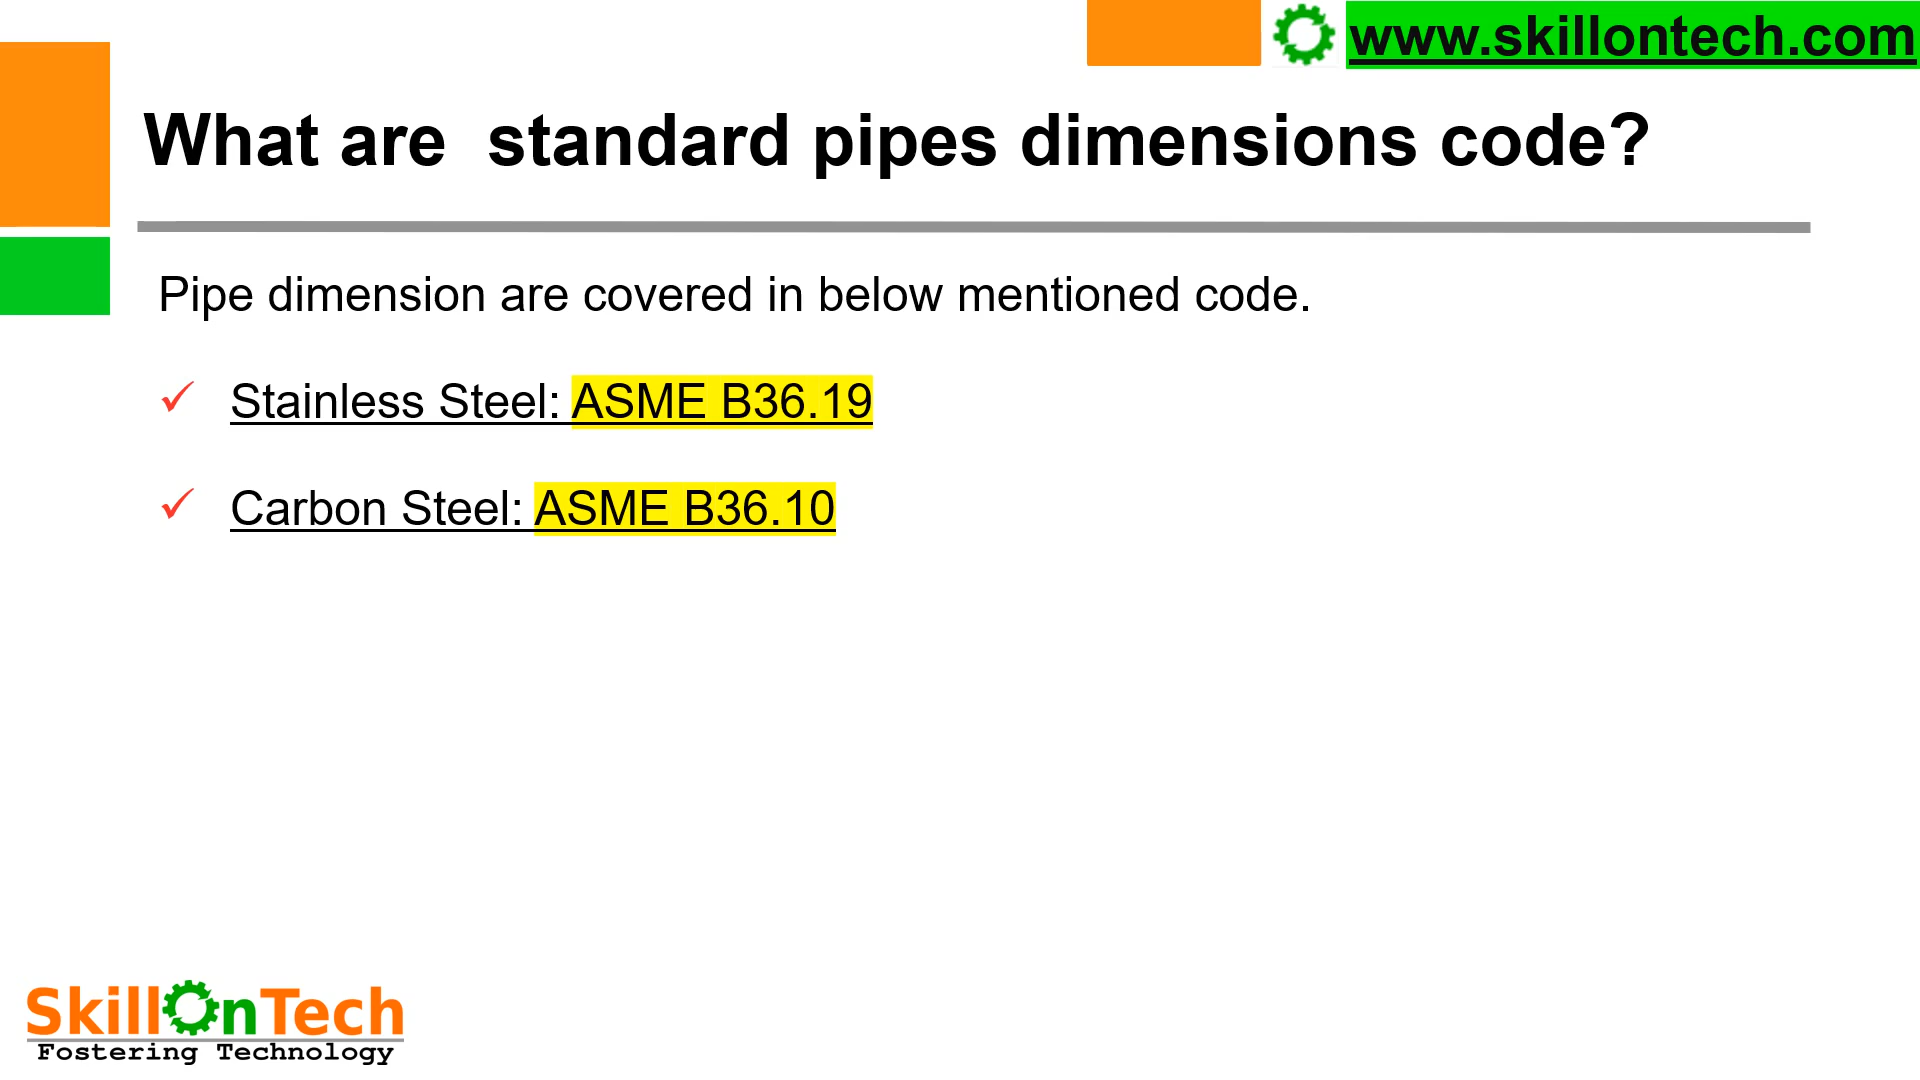 www.skillontech.com
What are  standard pipes dimensions code?
Pipe dimension are covered in below mentioned code.
✓ Stainless Steel: ASME B36.19
✓ Carbon Steel: ASME B36.10
SkillOnTech
Fostering Technology